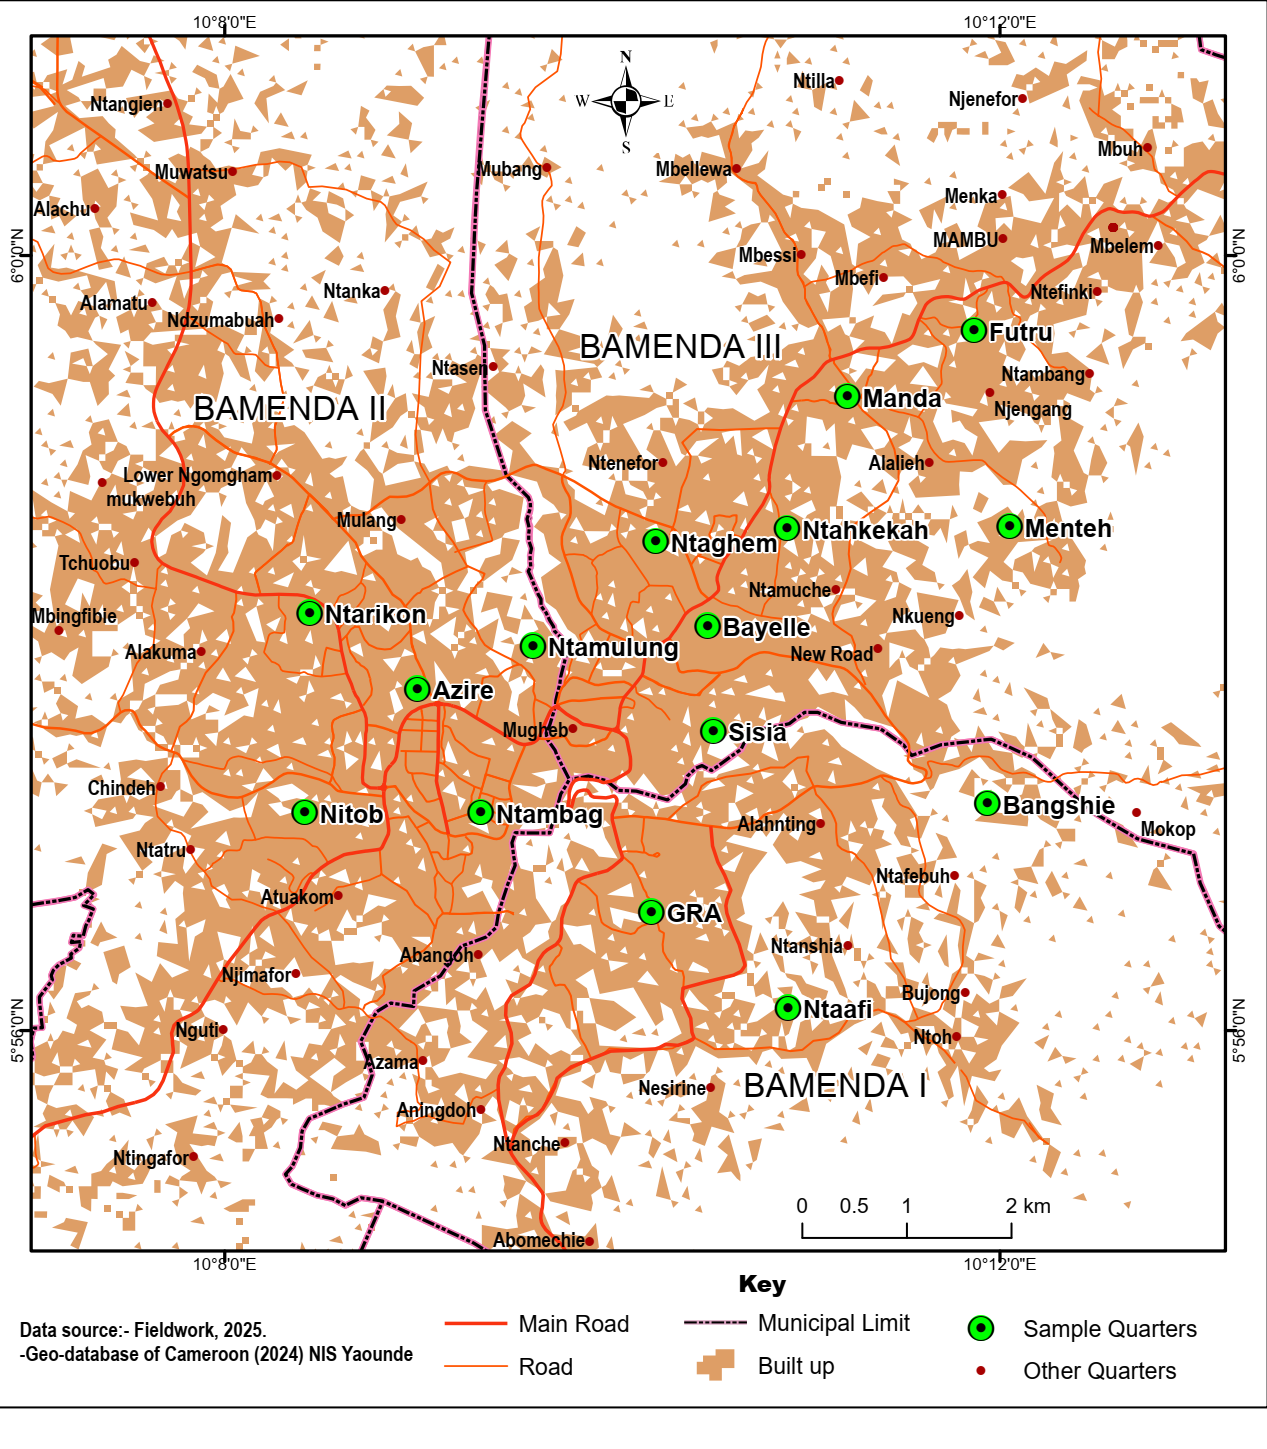 10°8'0"E
10°12'0"E
N
W
E
S
Ntilla
Njenefor
Ntangien
Mbuh
Muwatsu
Mubang
Mbellewa
Menka
Alachu
MAMBU
Mbelem
6°0'0"N
6°0'0"N
Mbessi
Mbefi
Ntanka
Alamatu
Ntefinki
Ndzumabuah
Futru
BAMENDA III
Ntasen
Ntambang
Manda
BAMENDA II
Njengang
Ntenefor
Alalieh
Lower Ngomgham
mukwebuh
Mulang
Ntahkekah
Menteh
Ntaghem
Tchuobu
Ntamuche
Mbingfibie
Ntarikon
Nkueng
Bayelle
Ntamulung
Alakuma
New Road
Azire
Mugheb
Sisia
Chindeh
Bangshie
Nitob
Ntambag
Alahnting
Mokop
Ntatru
Ntafebuh
Atuakom
GRA
Ntanshia
Abangoh
Njimafor
Bujong
Ntaafi
Nguti
Ntoh
5°56'0"N
5°56'0"N
Azama
Nesirine
BAMENDA I
Aningdoh
Ntanche
Ntingafor
0 0.5 1 2 km
Abomechie
10°8'0"E
10°12'0"E
Key
Data source:- Fieldwork, 2025.
-Geo-database of Cameroon (2024) NIS Yaounde
Main Road
Municipal Limit
Sample Quarters
Road
Built up
Other Quarters